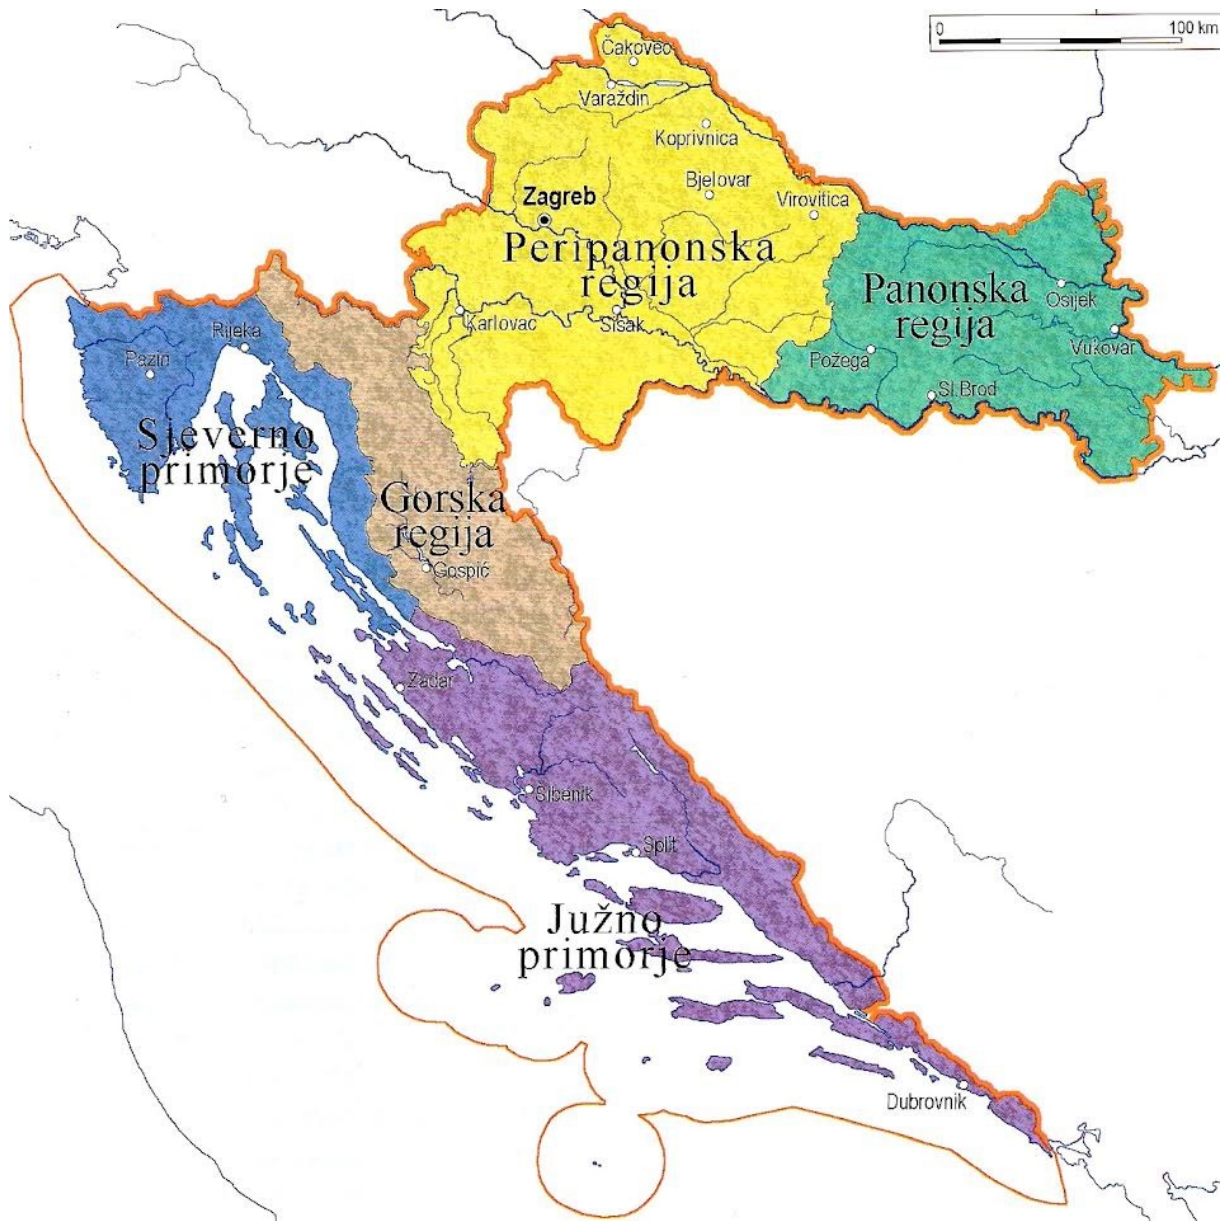 0 100 km
Čakovec
Varaždin
Koprivnica
Bjelovar
Zagreb
Virovitica
Peripanonska
regija
Panonska
regija
Osijek
Karlovac
Sisak
Rijeka
Vukovar
Požega
Pazin
Sl.Brod
Sjeverno
primorje
Gorska
regija
Gospić
Zadar
Šibenik
Split
Južno
primorje
Dubrovnik